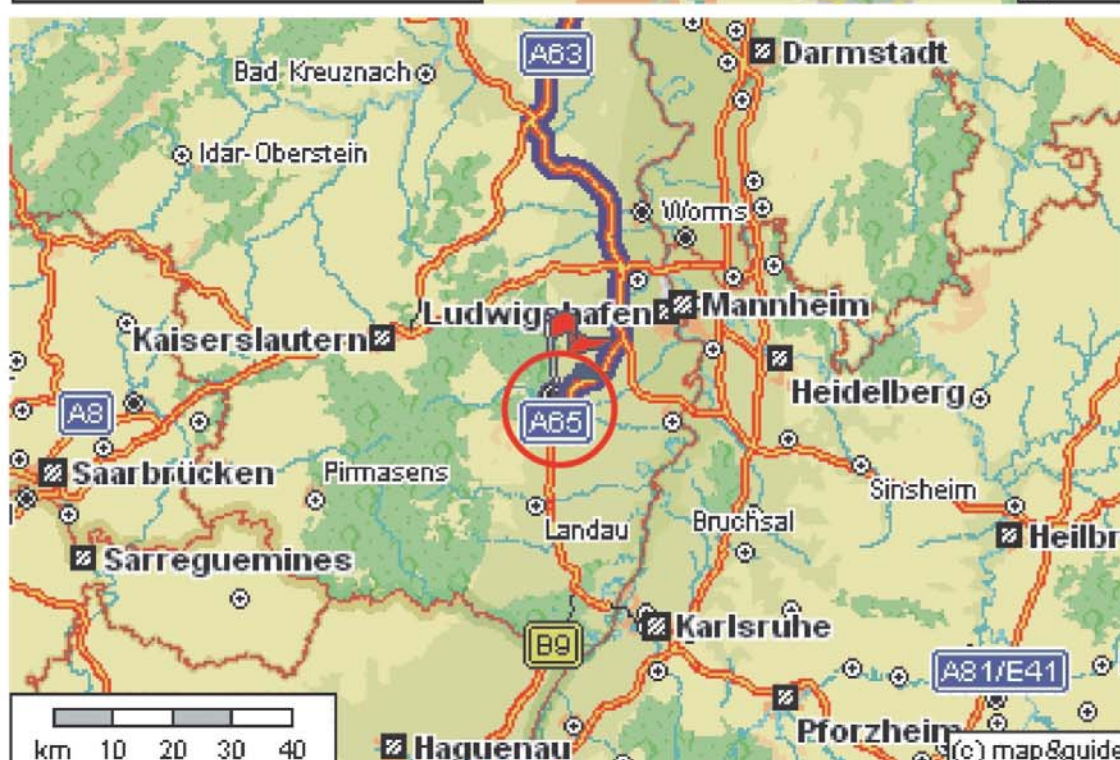 A63
Darmstadt
Bad Kreuznach
Idar-Oberstein
Worms
Ludwigshafen
Mannheim
Kaiserslautern
Heidelberg
A8
A65
Saarbrücken
Pirmasens
Sinsheim
Landau
Bruchsal
Heilbr
Sarreguemines
Karlsruhe
B9
A81/E41
Pforzheim
km 10 20 30 40
Haguenau
(c) map&guide